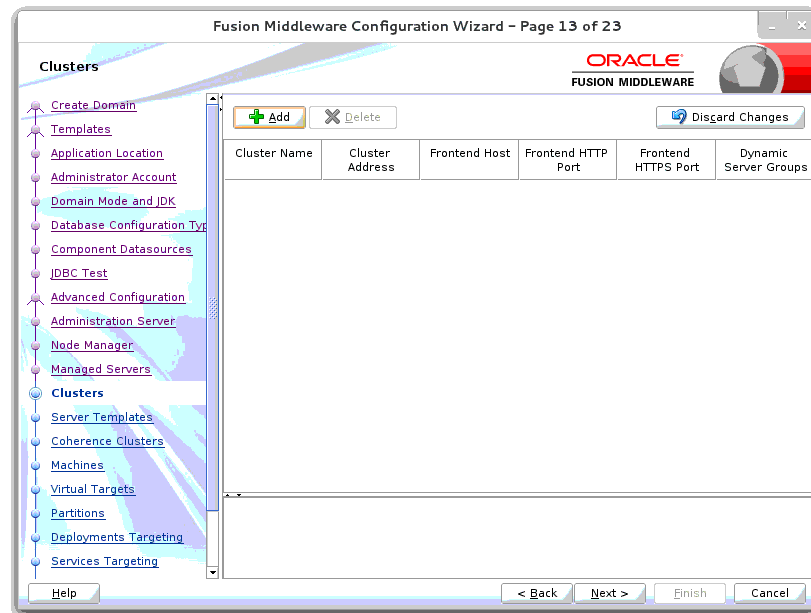 Fusion Middleware Configuration Wizard – Page 13 of 23
Clusters
ORACLE
FUSION MIDDLEWARE
Create Domain
Templates
Application Location
Administrator Account
Domain Mode and JDK
Database Configuration Typ
Component Datasources
JDBC Test
Advanced Configuration
Administration Server
Node Manager
Managed Servers
Clusters
Server Templates
Coherence Clusters
Machines
Virtual Targets
Partitions
Deployments Targeting
Services Targeting
Add
Delete
Discard Changes
Cluster Name
Cluster
Address
Frontend Host
Frontend HTTP
Port
Frontend
HTTPS Port
Dynamic
Server Groups
Help
< Back
Next >
Finish
Cancel